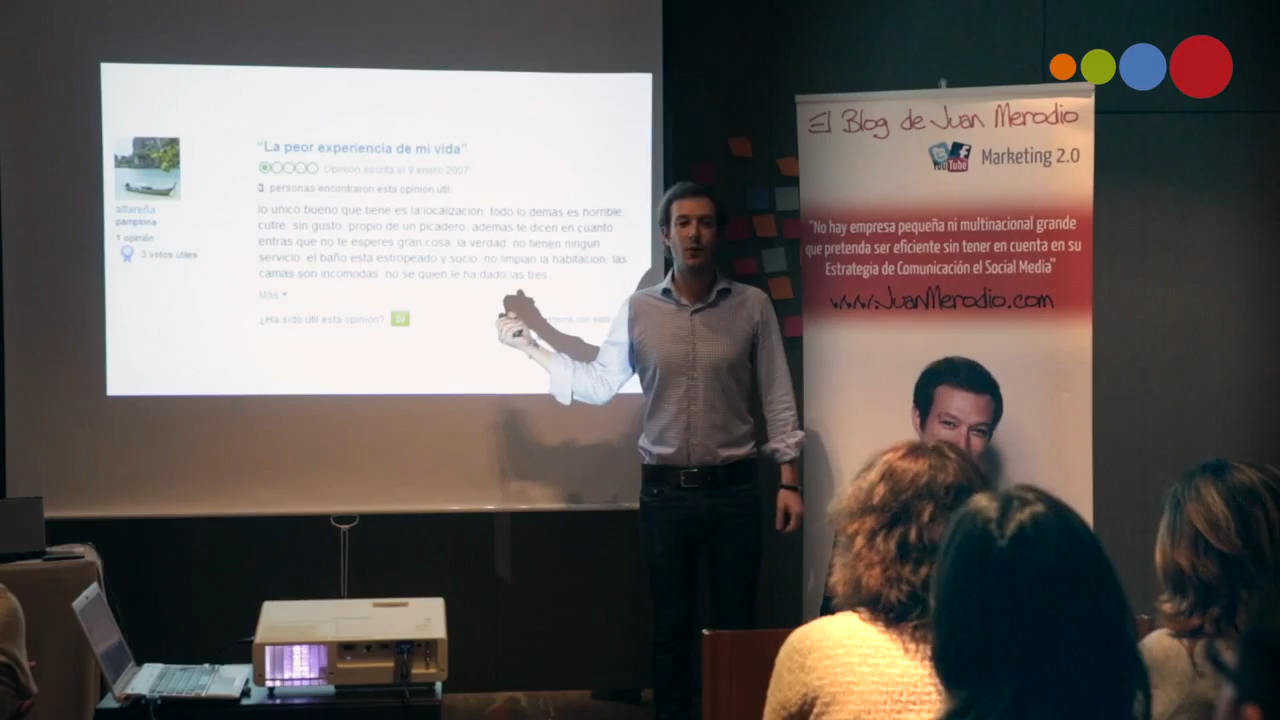 “La peor experiencia de mi vida”
Opinión escrita el 9 enero 2007
3 personas encontraron esta opinión útil.
alfareña
pamplona
1 opinión
3 votos útiles
lo unico bueno que tiene es la localizacion. todo lo demas es horrible.
cutre. sin gusto. propio de un picadero. ademas te dicen en cuanto
entras que no te esperes gran cosa. la verdad. no tienen ningun
servicio. el baño esta estropeado y sucio. no limpian la habitacion. las
camas son incomodas. no se quien le ha dado las tres.
Más
¿Ha sido útil esta opinión? Sí
El Blog de Juan Merodio
YouTube
Marketing 2.0
“No hay empresa pequeña ni multinacional grande
que pretenda ser eficiente sin tener en cuenta en su
Estrategia de Comunicación el Social Media”
www.JuanMerodio.com